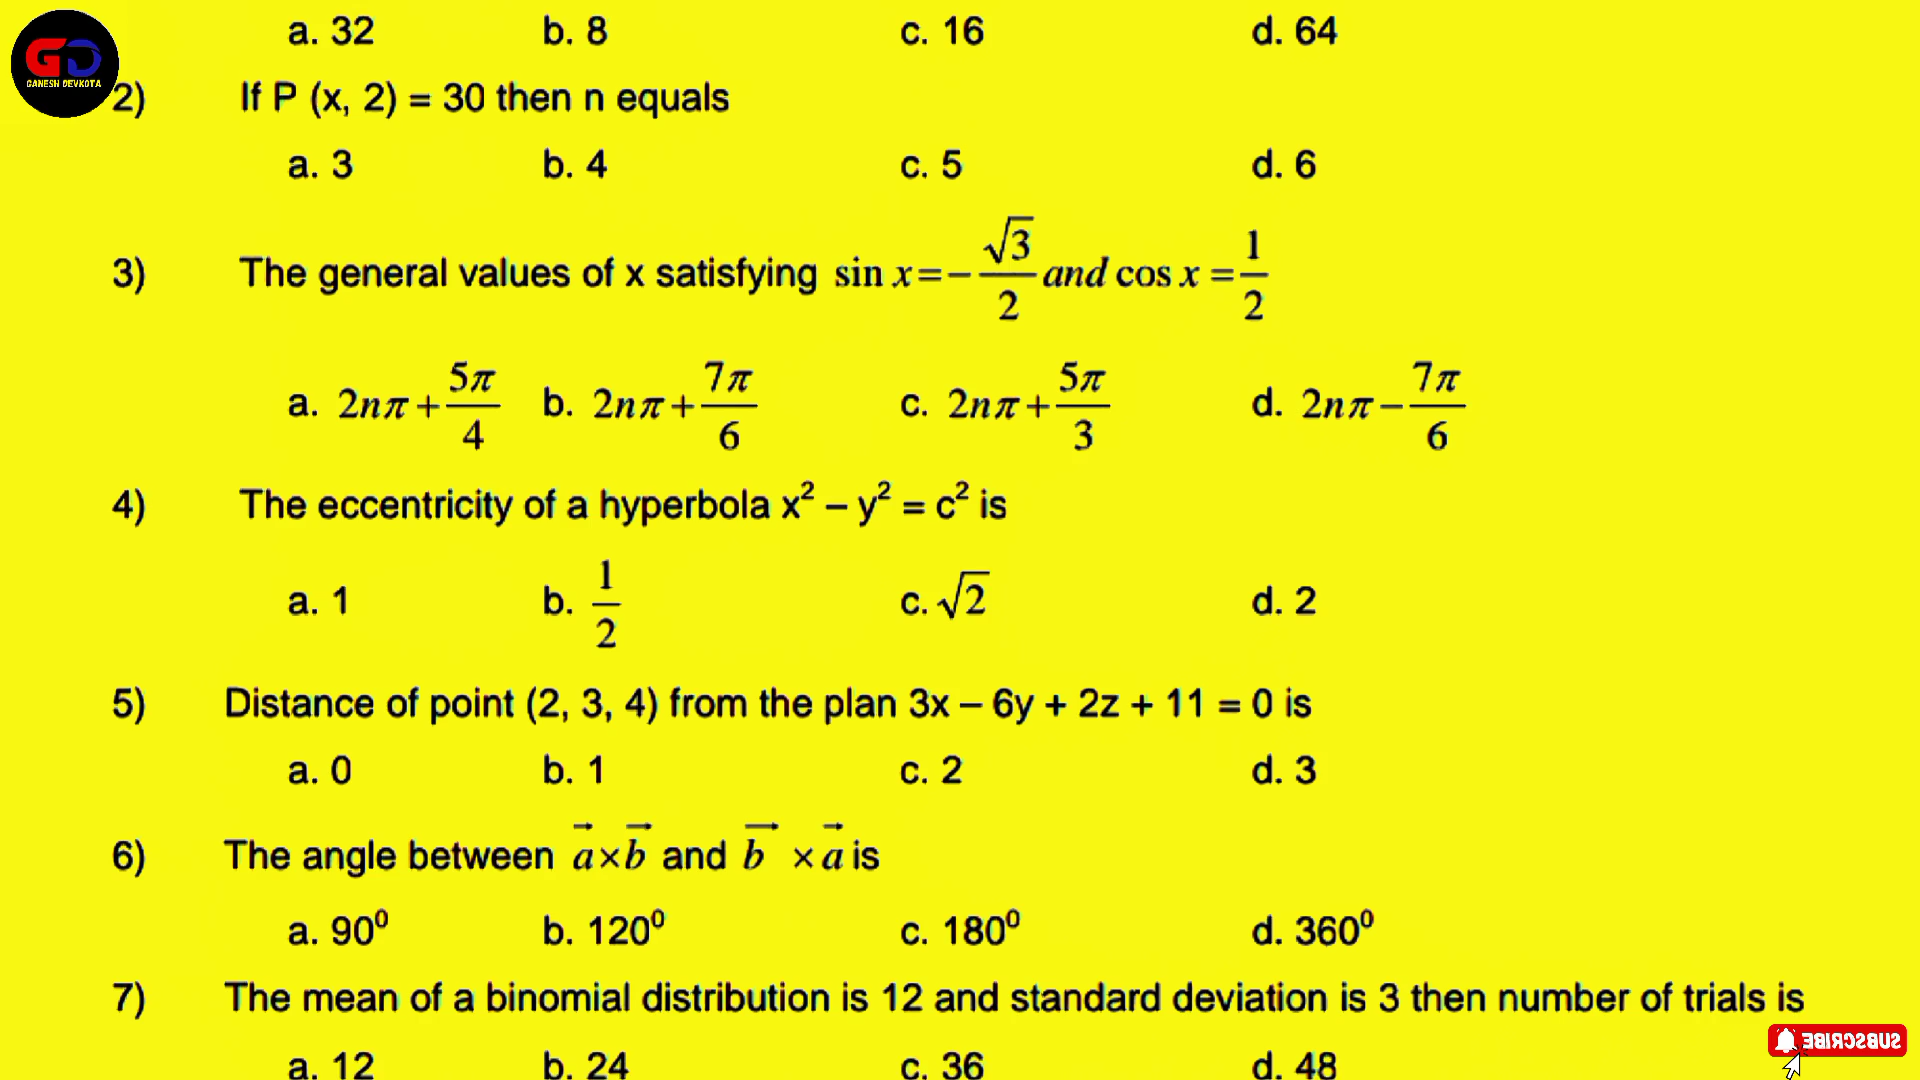 a. 32 b. 8 c. 16 d. 64
GD
GANESH DEVKOTA
2) If P (x, 2) = 30 then n equals
a. 3 b. 4 c. 5 d. 6
3) The general values of x satisfying sin x = −√3/2 and cos x = 1/2
a. 2nπ + 5π/4 b. 2nπ + 7π/6 c. 2nπ + 5π/3 d. 2nπ − 7π/6
4) The eccentricity of a hyperbola x² – y² = c² is
a. 1 b. 1/2 c. √2 d. 2
5) Distance of point (2, 3, 4) from the plan 3x – 6y + 2z + 11 = 0 is
a. 0 b. 1 c. 2 d. 3
6) The angle between a⃗ × b⃗ and b⃗ × a⃗ is
a. 90⁰ b. 120⁰ c. 180⁰ d. 360⁰
7) The mean of a binomial distribution is 12 and standard deviation is 3 then number of trials is
SUBSCRIBE
a. 12 b. 24 c. 36 d. 48